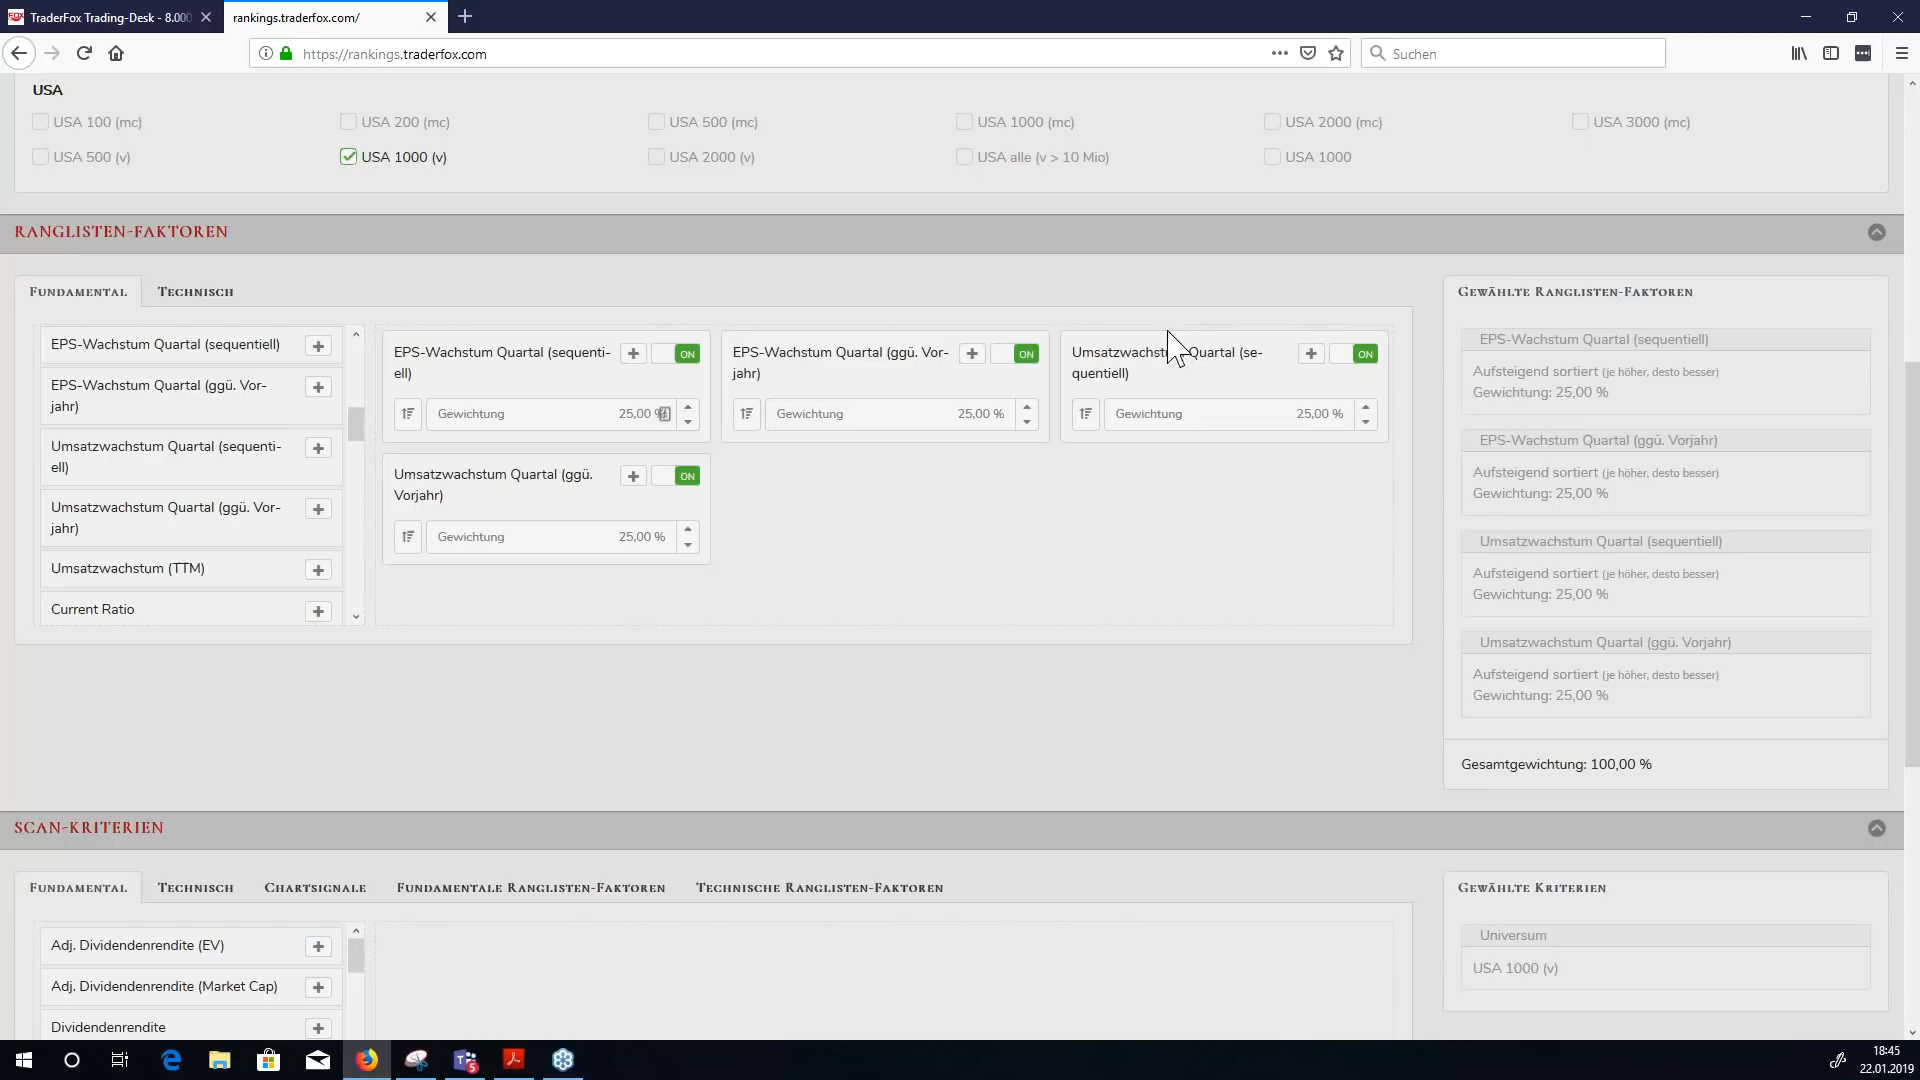 TraderFox Trading-Desk - 8.000
rankings.traderfox.com/
https://rankings.traderfox.com
Suchen
USA
USA 100 (mc)
USA 200 (mc)
USA 500 (mc)
USA 1000 (mc)
USA 2000 (mc)
USA 3000 (mc)
USA 500 (v)
USA 1000 (v)
USA 2000 (v)
USA alle (v > 10 Mio)
USA 1000
RANGLISTEN-FAKTOREN
FUNDAMENTAL
TECHNISCH
EPS-Wachstum Quartal (sequentiell)
EPS-Wachstum Quartal (ggü. Vor-
jahr)
Umsatzwachstum Quartal (sequenti-
ell)
Umsatzwachstum Quartal (ggü. Vor-
jahr)
Umsatzwachstum (TTM)
Current Ratio
EPS-Wachstum Quartal (sequenti-
ell)
ON
Gewichtung 25,00 %
EPS-Wachstum Quartal (ggü. Vor-
jahr)
ON
Gewichtung 25,00 %
Umsatzwachstum Quartal (se-
quentiell)
ON
Gewichtung 25,00 %
Umsatzwachstum Quartal (ggü.
Vorjahr)
ON
Gewichtung 25,00 %
GEWÄHLTE RANGLISTEN-FAKTOREN
EPS-Wachstum Quartal (sequentiell)
Aufsteigend sortiert (je höher, desto besser)
Gewichtung: 25,00 %
EPS-Wachstum Quartal (ggü. Vorjahr)
Aufsteigend sortiert (je höher, desto besser)
Gewichtung: 25,00 %
Umsatzwachstum Quartal (sequentiell)
Aufsteigend sortiert (je höher, desto besser)
Gewichtung: 25,00 %
Umsatzwachstum Quartal (ggü. Vorjahr)
Aufsteigend sortiert (je höher, desto besser)
Gewichtung: 25,00 %
Gesamtgewichtung: 100,00 %
SCAN-KRITERIEN
FUNDAMENTAL
TECHNISCH
CHARTSIGNALE
FUNDAMENTALE RANGLISTEN-FAKTOREN
TECHNISCHE RANGLISTEN-FAKTOREN
Adj. Dividendenrendite (EV)
Adj. Dividendenrendite (Market Cap)
Dividendenrendite
GEWÄHLTE KRITERIEN
Universum
USA 1000 (v)
18:45
22.01.2019